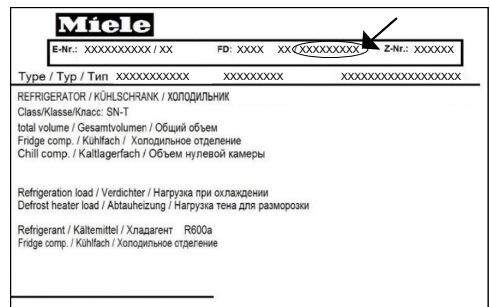 Miele
E-Nr.: XXXXXXXXXX / XX FD: XXXX XX XXXXXXXXX Z-Nr.: XXXXXX
Type / Typ / Тип XXXXXXXXXXX XXXXXXXXX XXXXXXXXXXXXXXXXXX
REFRIGERATOR / KÜHLSCHRANK / ХОЛОДИЛЬНИК
Class/Klasse/Класс: SN-T
total volume / Gesamtvolumen / Общий объем
Fridge comp. / Kühlfach / Холодильное отделение
Chill comp. / Kaltlagerfach / Объем нулевой камеры
Refrigeration load / Verdichter / Нагрузка при охлаждении
Defrost heater load / Abtauheizung / Нагрузка тена для разморозки
Refrigerant / Kältemittel / Хладагент R600a
Fridge comp. / Kühlfach / Холодильное отделение